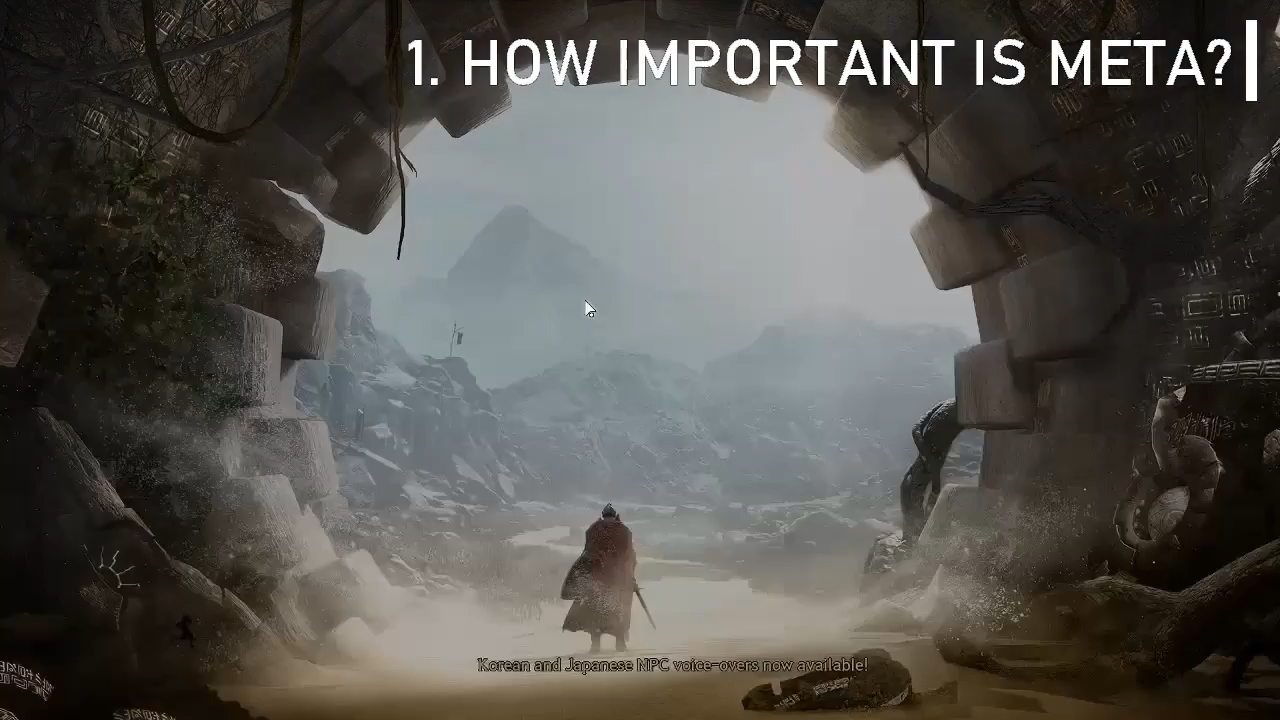 1. HOW IMPORTANT IS META?
Korean and Japanese NPC voice-overs now available!